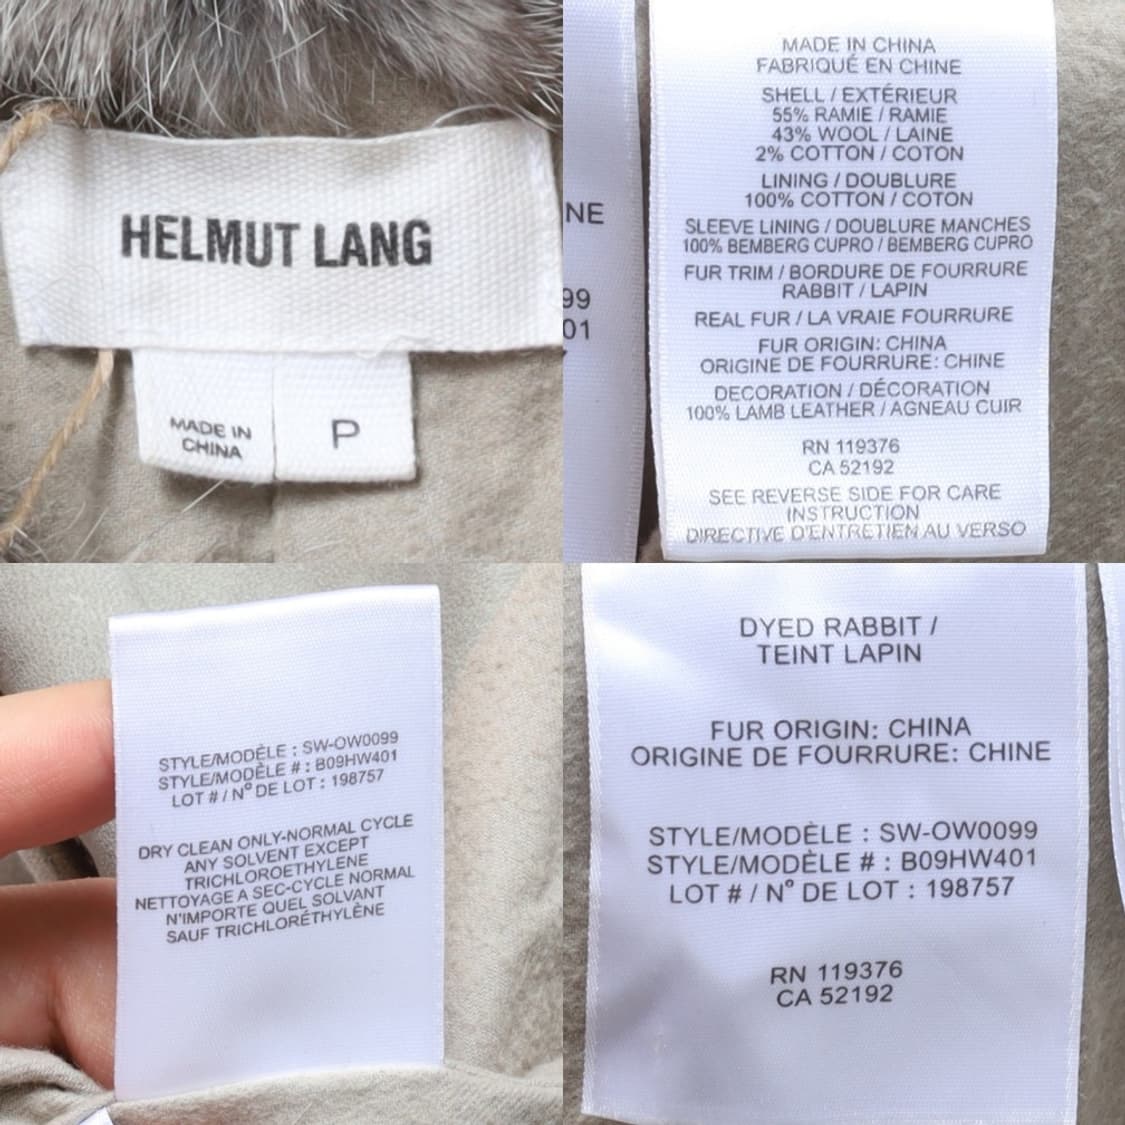 HELMUT LANG
MADE IN
CHINA
P
NE
99
01
MADE IN CHINA
FABRIQUÉ EN CHINE
SHELL / EXTÉRIEUR
55% RAMIE / RAMIE
43% WOOL / LAINE
2% COTTON / COTON
LINING / DOUBLURE
100% COTTON / COTON
SLEEVE LINING / DOUBLURE MANCHES
100% BEMBERG CUPRO / BEMBERG CUPRO
FUR TRIM / BORDURE DE FOURRURE
RABBIT / LAPIN
REAL FUR / LA VRAIE FOURRURE
FUR ORIGIN: CHINA
ORIGINE DE FOURRURE: CHINE
DECORATION / DÉCORATION
100% LAMB LEATHER / AGNEAU CUIR
RN 119376
CA 52192
SEE REVERSE SIDE FOR CARE
INSTRUCTION
DIRECTIVE D'ENTRETIEN AU VERSO
STYLE/MODÈLE : SW-OW0099
STYLE/MODÈLE # : B09HW401
LOT # / N° DE LOT : 198757
DRY CLEAN ONLY-NORMAL CYCLE
ANY SOLVENT EXCEPT
TRICHLOROETHYLENE
NETTOYAGE A SEC-CYCLE NORMAL
N'IMPORTE QUEL SOLVANT
SAUF TRICHLORÉTHYLÈNE
DYED RABBIT /
TEINT LAPIN
FUR ORIGIN: CHINA
ORIGINE DE FOURRURE: CHINE
STYLE/MODÈLE : SW-OW0099
STYLE/MODÈLE # : B09HW401
LOT # / N° DE LOT : 198757
RN 119376
CA 52192